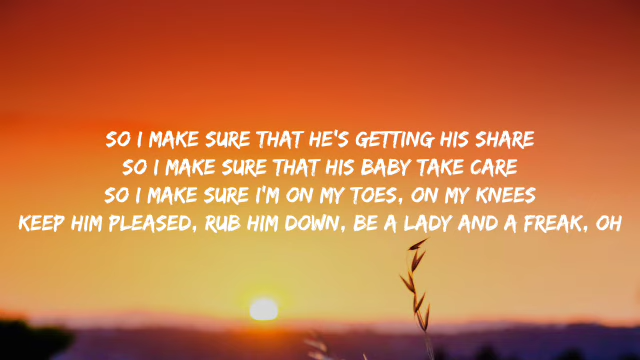 SO I MAKE SURE THAT HE'S GETTING HIS SHARE
SO I MAKE SURE THAT HIS BABY TAKE CARE
SO I MAKE SURE I'M ON MY TOES, ON MY KNEES
KEEP HIM PLEASED, RUB HIM DOWN, BE A LADY AND A FREAK, OH